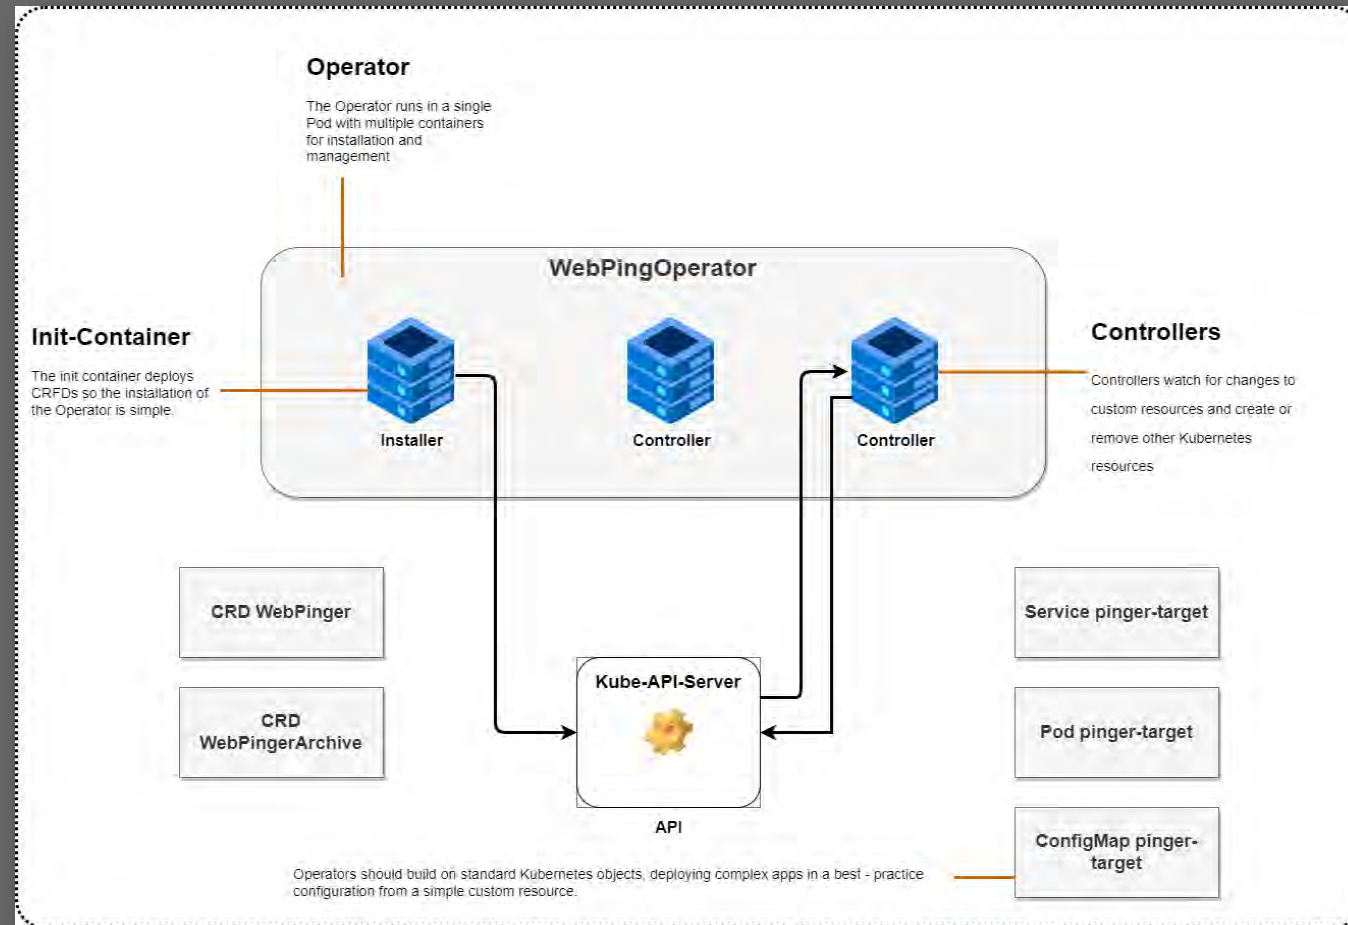 Operator
The Operator runs in a single
Pod with multiple containers
for installation and
management
WebPingOperator
Init-Container
The init container deploys
CRFDs so the installation of
the Operator is simple.
Installer
Controller
Controller
Controllers
Controllers watch for changes to
custom resources and create or
remove other Kubernetes
resources
CRD WebPinger
CRD
WebPingerArchive
Kube-API-Server
API
Service pinger-target
Pod pinger-target
ConfigMap pinger-
target
Operators should build on standard Kubernetes objects, deploying complex apps in a best - practice
configuration from a simple custom resource.